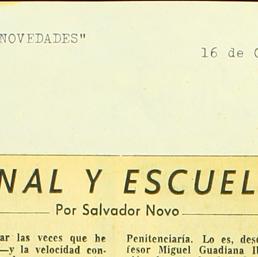 NOVEDADES"
16 de
NAL Y ESCUEL
Por Salvador Novo
ar las veces que he
—y la velocidad con-
Penitenciaría. Lo es, des
fesor Miguel Guadiana